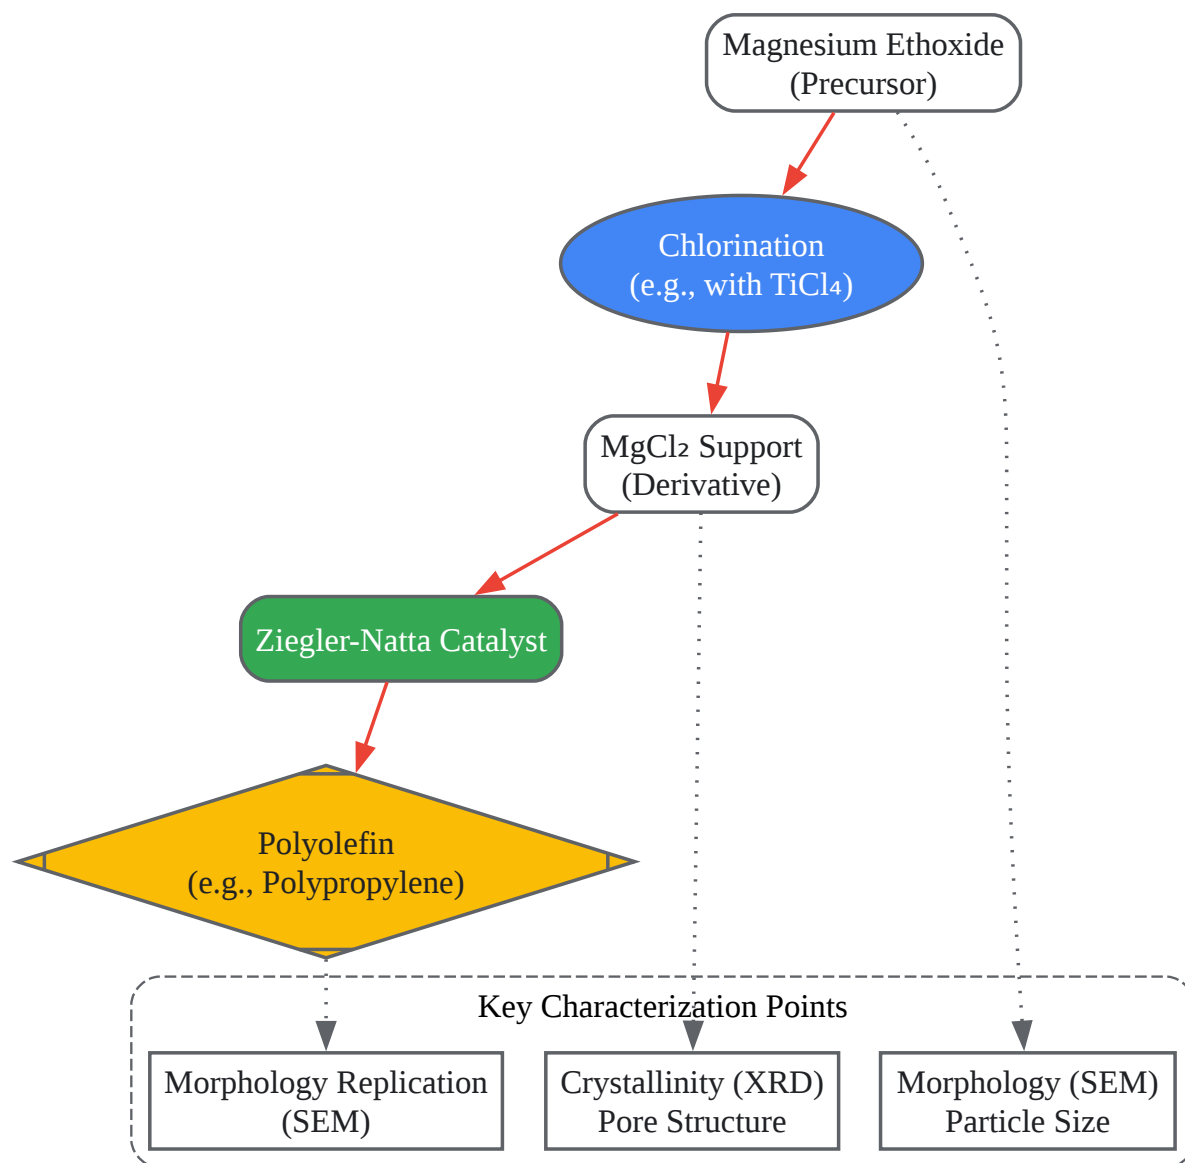 Magnesium Ethoxide
(Precursor)
Chlorination
(e.g., with TiCl₄)
MgCl₂ Support
(Derivative)
Ziegler-Natta Catalyst
Polyolefin
(e.g., Polypropylene)
Key Characterization Points
Morphology Replication
(SEM)
Crystallinity (XRD)
Pore Structure
Morphology (SEM)
Particle Size